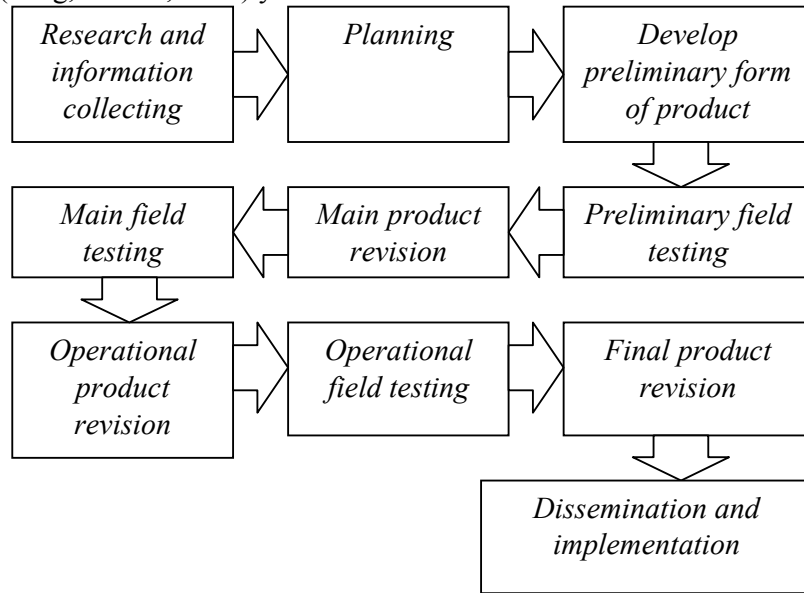 Research and
information
collecting
Planning
Develop
preliminary form
of product
Preliminary field
testing
Main product
revision
Main field
testing
Operational
product
revision
Operational
field testing
Final product
revision
Dissemination and
implementation